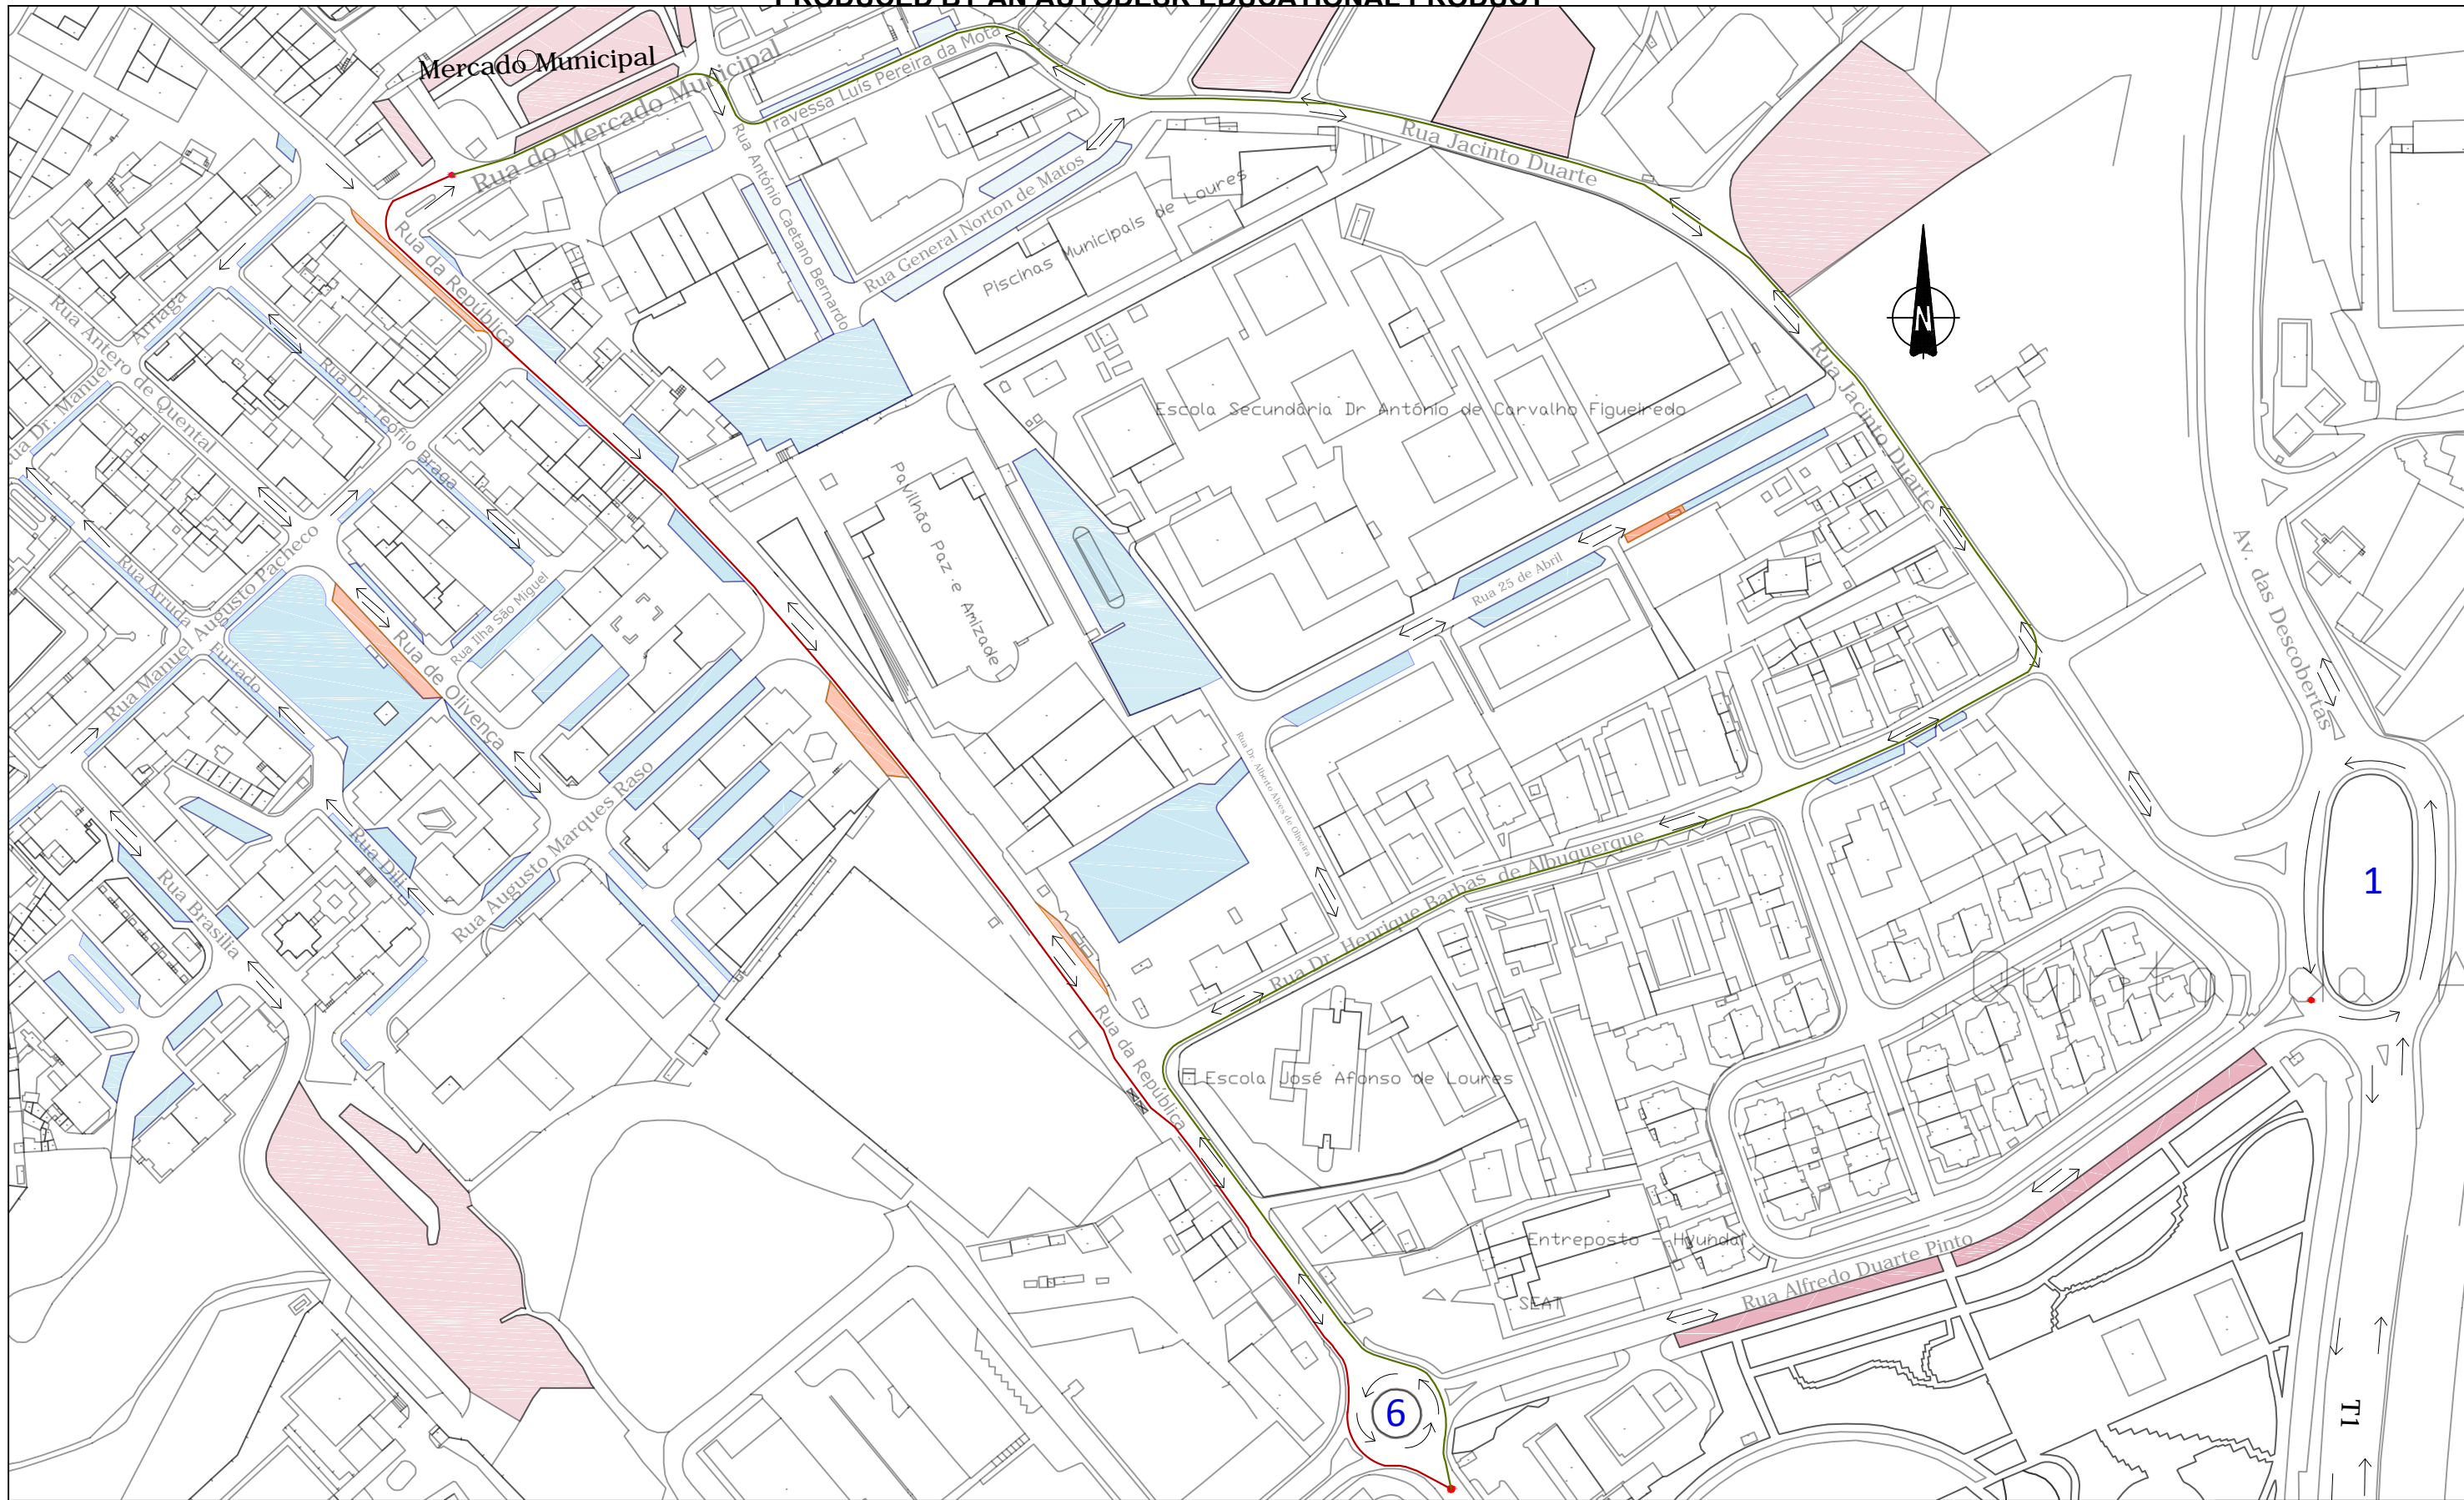 PRODUCED BY AN AUTODESK EDUCATIONAL PRODUCT
Mercado Municipal
Rua do Mercado Municipal
Travessa Luís Pereira da Mota
Rua Jacinto Duarte
Rua António Caetano Bernardo
Rua General Norton de Matos
Piscinas Municipais de Loures
Rua da República
N
Arriaga
Rua Antero de Quental
Rua Dr. Teófilo Braga
Rua Dr. Manuel
Rua Jacinto Duarte
Escola Secundária Dr António de Carvalho Figueiredo
Pavilhão Paz e Amizade
Rua Arruda
Furtado
Rua Manuel Augusto Pacheco
Rua Ilha São Miguel
Rua de Olivença
Rua 25 de Abril
Av. das Descobertas
Rua Dr. Alberto Alves de Oliveira
Rua Augusto Marques Raso
Rua Dili
Rua Brasilia
Rua Dr. Henrique Barbas de Albuquerque
1
Rua da República
Escola José Afonso de Loures
Entreposto - Hyundai
Rua Alfredo Duarte Pinto
SEAT
6
T1